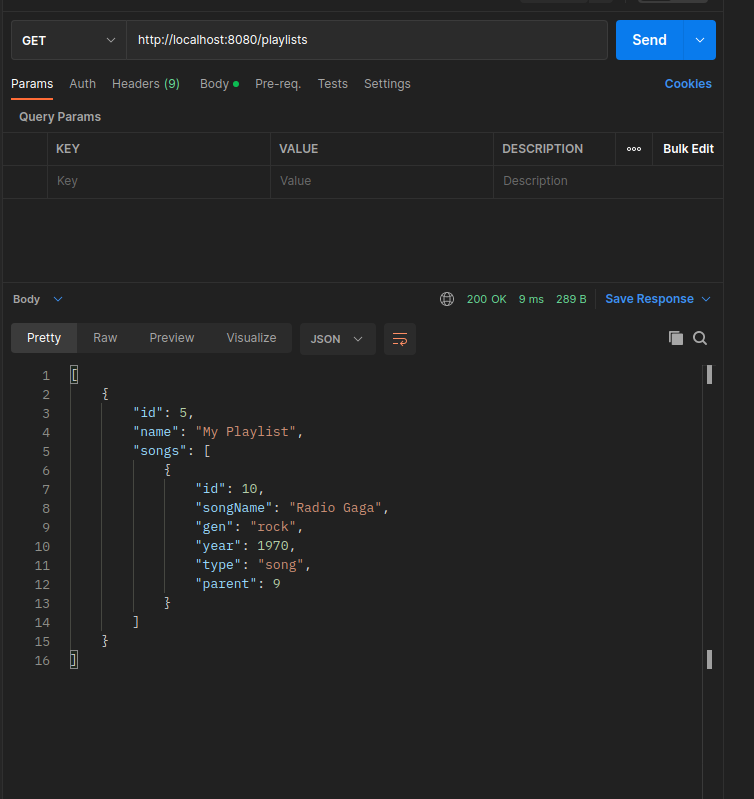 GET http://localhost:8080/playlists Send
Params Auth Headers (9) Body Pre-req. Tests Settings Cookies
Query Params
KEY VALUE DESCRIPTION ooo Bulk Edit
Key Value Description
Body 200 OK 9 ms 289 B Save Response
Pretty Raw Preview Visualize JSON
1 [
2 {
3 "id": 5,
4 "name": "My Playlist",
5 "songs": [
6 {
7 "id": 10,
8 "songName": "Radio Gaga",
9 "gen": "rock",
10 "year": 1970,
11 "type": "song",
12 "parent": 9
13 }
14 ]
15 }
16 ]